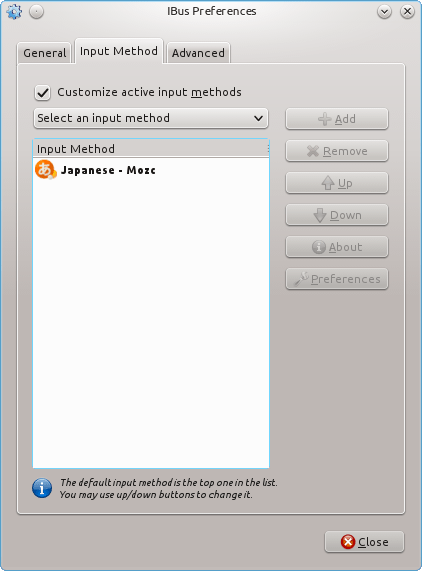 IBus Preferences
General
Input Method
Advanced
Customize active input methods
Select an input method
Add
Input Method
Remove
あ Japanese - Mozc
Up
Down
About
Preferences
The default input method is the top one in the list.
You may use up/down buttons to change it.
Close